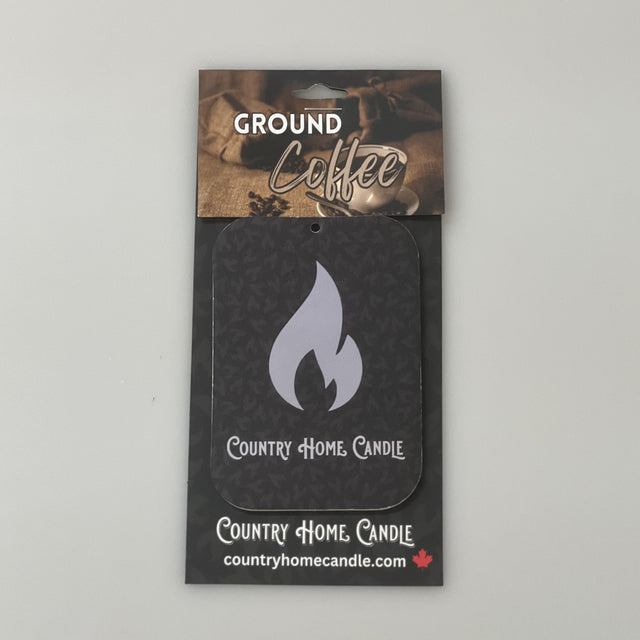 GROUND
Coffee
COUNTRY HOME CANDLE
COUNTRY HOME CANDLE
countryhomecandle.com